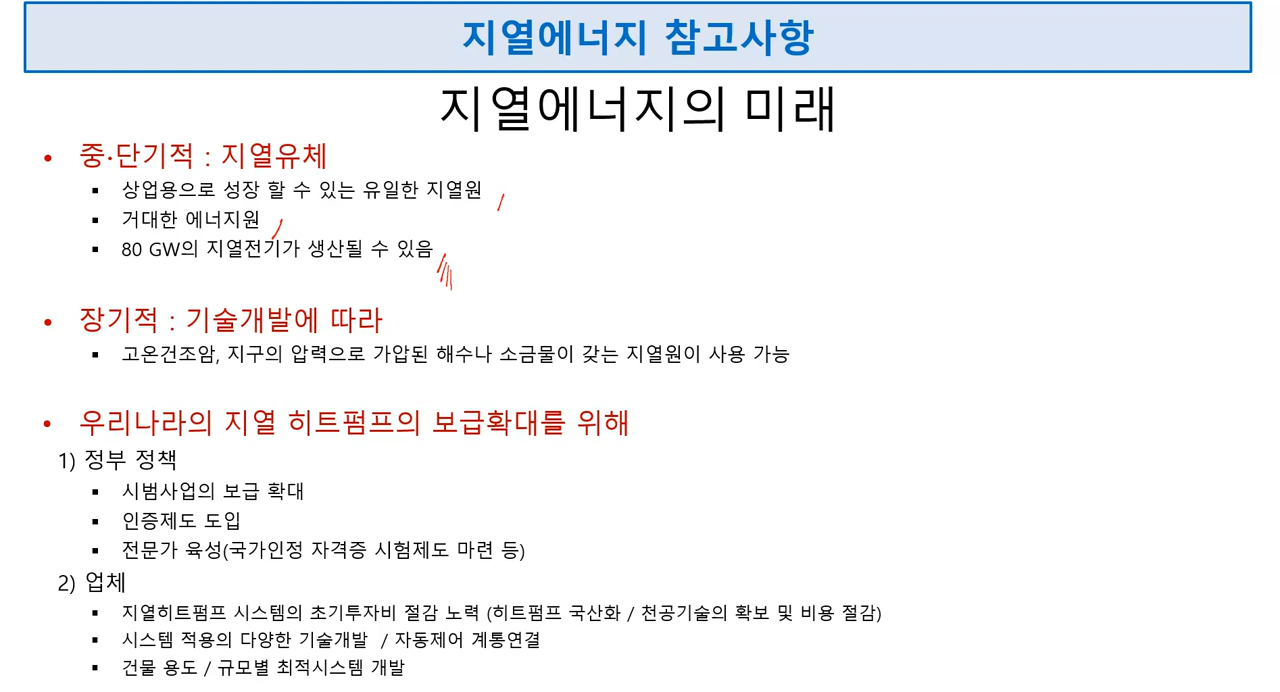 지열에너지 참고사항
지열에너지의 미래
• 중·단기적 : 지열유체
▪ 상업용으로 성장 할 수 있는 유일한 지열원
▪ 거대한 에너지원
▪ 80 GW의 지열전기가 생산될 수 있음
• 장기적 : 기술개발에 따라
▪ 고온건조암, 지구의 압력으로 가압된 해수나 소금물이 갖는 지열원이 사용 가능
• 우리나라의 지열 히트펌프의 보급확대를 위해
1) 정부 정책
▪ 시범사업의 보급 확대
▪ 인증제도 도입
▪ 전문가 육성(국가인정 자격증 시험제도 마련 등)
2) 업체
▪ 지열히트펌프 시스템의 초기투자비 절감 노력 (히트펌프 국산화 / 천공기술의 확보 및 비용 절감)
▪ 시스템 적용의 다양한 기술개발 / 자동제어 계통연결
▪ 건물 용도 / 규모별 최적시스템 개발